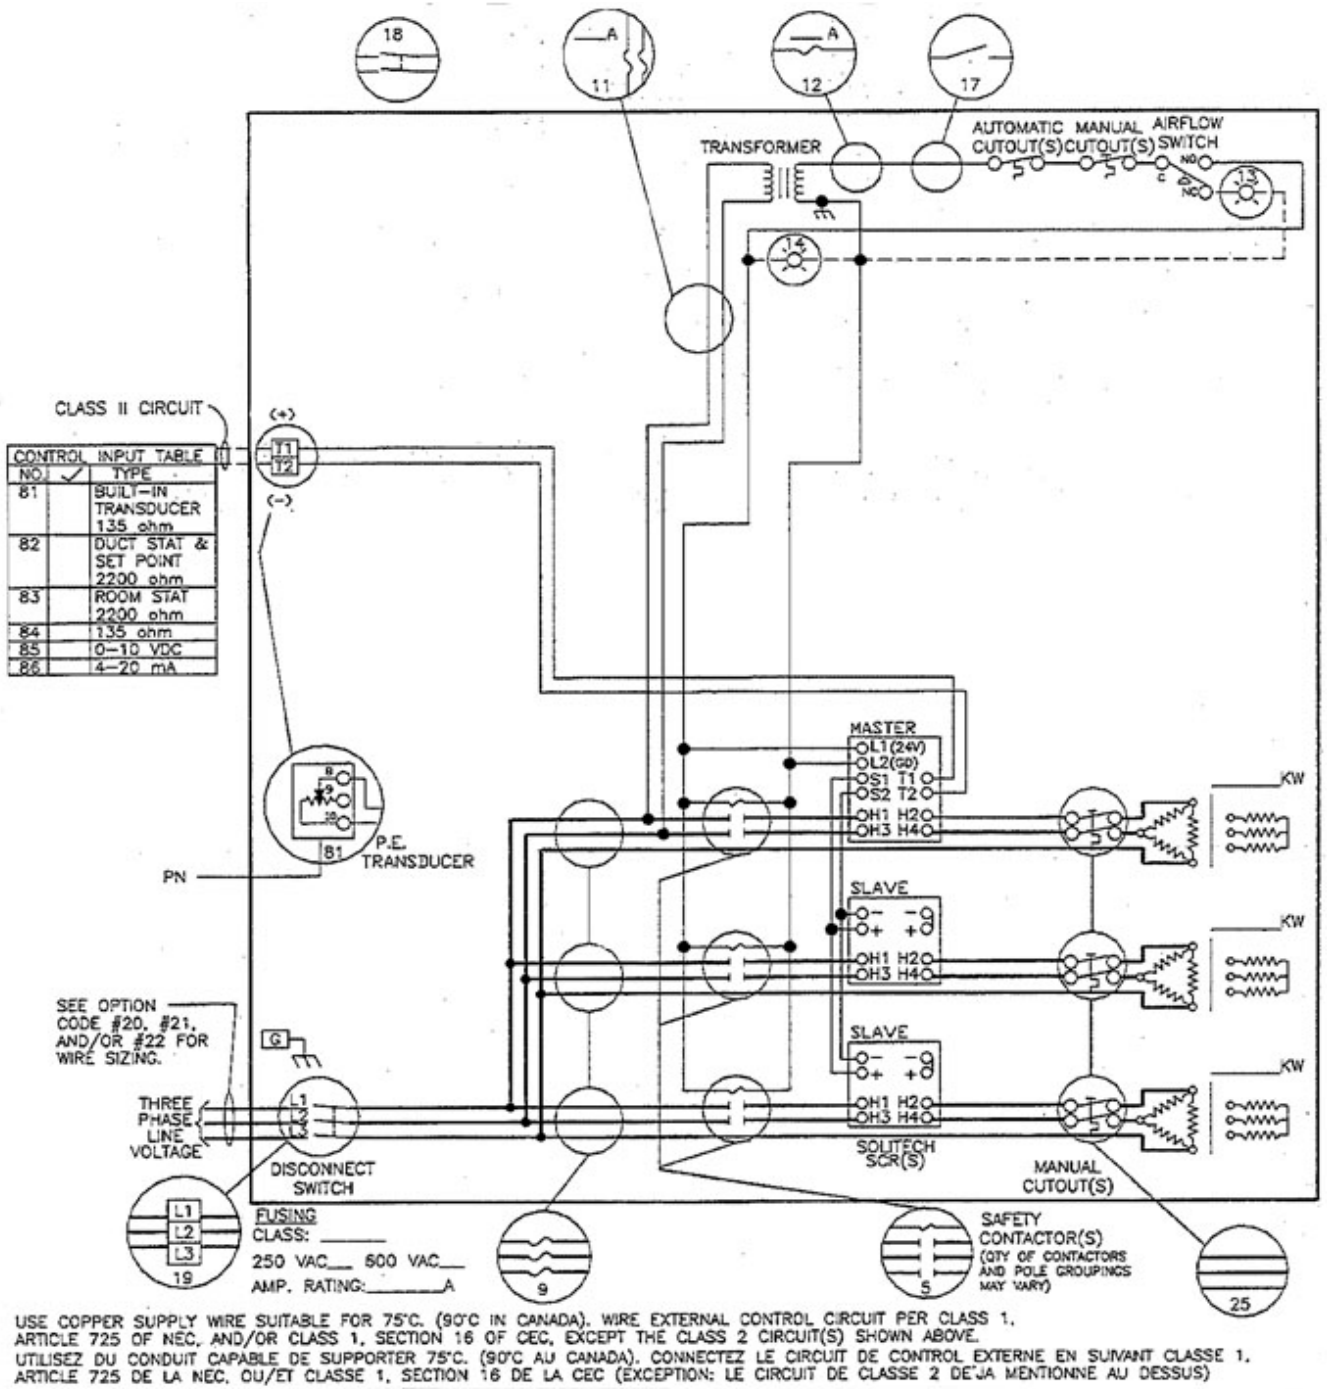 18
A
11
A
12
17
TRANSFORMER
AUTOMATIC
CUTOUT(S)
MANUAL
CUTOUT(S)
AIRFLOW
SWITCH
NO
C
NC
13
14
CLASS II CIRCUIT
(+)
T1
T2
(-)
CONTROL INPUT TABLE
NO. ✓ TYPE
81 BUILT-IN
TRANSDUCER
135 ohm
82 DUCT STAT &
SET POINT
2200 ohm
83 ROOM STAT
2200 ohm
84 135 ohm
85 0-10 VDC
86 4-20 mA
MASTER
L1(24V)
L2(GD)
S1 T1
S2 T2
H1 H2
H3 H4
KW
8
9
10
81
P.E.
TRANSDUCER
PN
SLAVE
- -
+ +
H1 H2
H3 H4
KW
SEE OPTION
CODE #20, #21,
AND/OR #22 FOR
WIRE SIZING.
G
SLAVE
- -
+ +
H1 H2
H3 H4
KW
THREE
PHASE
LINE
VOLTAGE
L1
L2
L3
DISCONNECT
SWITCH
SOLITECH
SCR(S)
MANUAL
CUTOUT(S)
L1
L2
L3
19
FUSING
CLASS: ______
250 VAC___ 500 VAC___
AMP. RATING:________A
9
5
SAFETY
CONTACTOR(S)
(QTY OF CONTACTORS
AND POLE GROUPINGS
MAY VARY)
25
USE COPPER SUPPLY WIRE SUITABLE FOR 75°C. (90°C IN CANADA). WIRE EXTERNAL CONTROL CIRCUIT PER CLASS 1,
ARTICLE 725 OF NEC, AND/OR CLASS 1, SECTION 16 OF CEC, EXCEPT THE CLASS 2 CIRCUIT(S) SHOWN ABOVE.
UTILISEZ DU CONDUIT CAPABLE DE SUPPORTER 75°C. (90°C AU CANADA). CONNECTEZ LE CIRCUIT DE CONTROL EXTERNE EN SUIVANT CLASSE 1,
ARTICLE 725 DE LA NEC, OU/ET CLASSE 1, SECTION 16 DE LA CEC (EXCEPTION: LE CIRCUIT DE CLASSE 2 DE'JA MENTIONNE AU DESSUS)